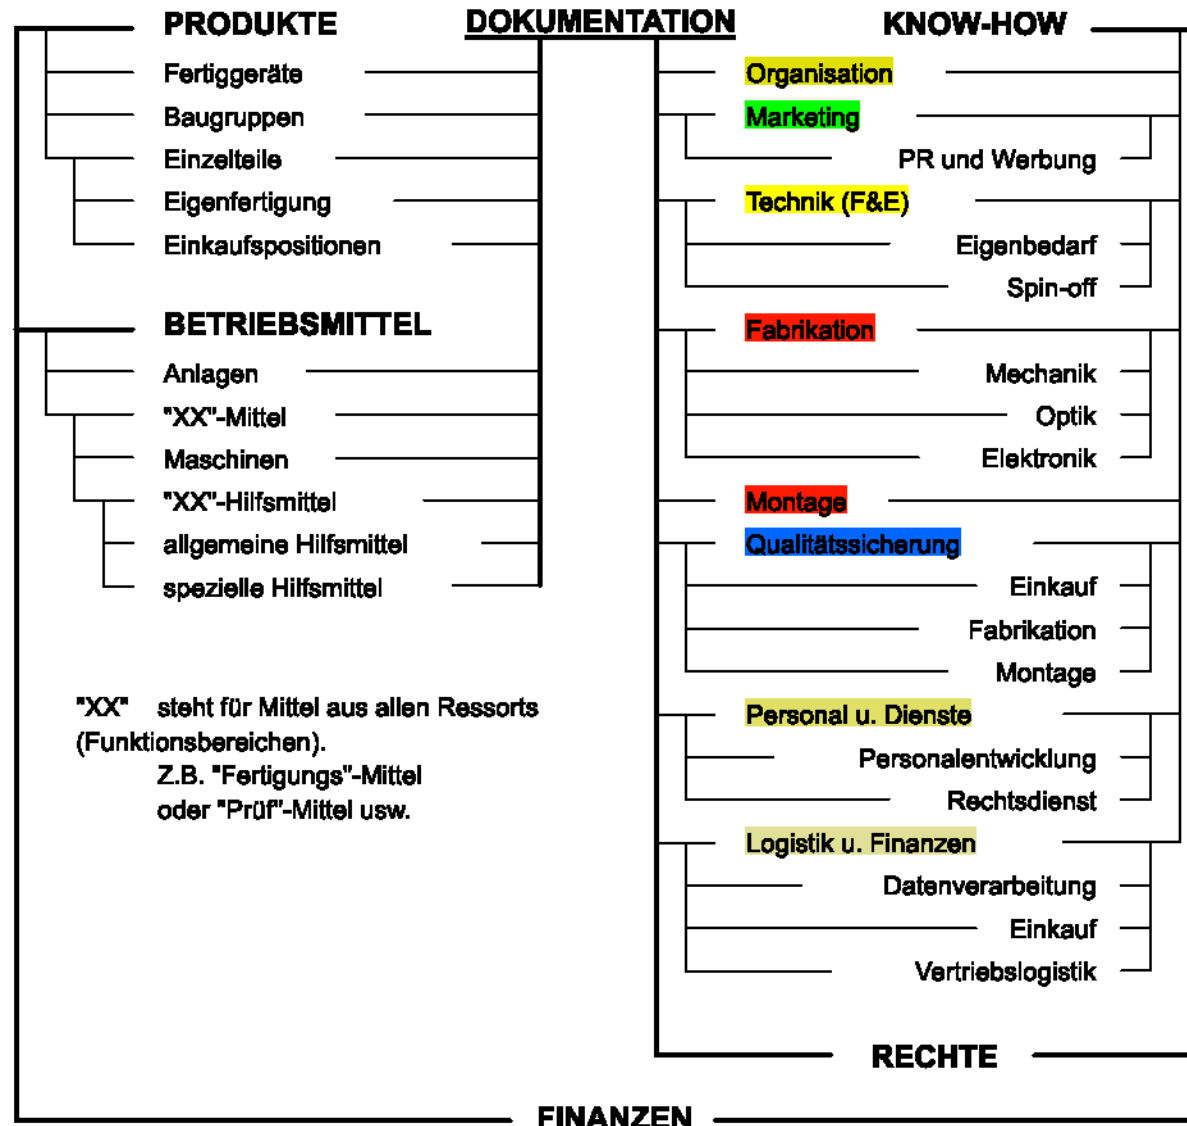 PRODUKTE
Fertiggeräte
Baugruppen
Einzelteile
Eigenfertigung
Einkaufspositionen
BETRIEBSMITTEL
Anlagen
"XX"-Mittel
Maschinen
"XX"-Hilfsmittel
allgemeine Hilfsmittel
spezielle Hilfsmittel
"XX" steht für Mittel aus allen Ressorts
(Funktionsbereichen).
Z.B. "Fertigungs"-Mittel
oder "Prüf"-Mittel usw.
DOKUMENTATION
KNOW-HOW
Organisation
Marketing
PR und Werbung
Technik (F&E)
Eigenbedarf
Spin-off
Fabrikation
Mechanik
Optik
Elektronik
Montage
Qualitätssicherung
Einkauf
Fabrikation
Montage
Personal u. Dienste
Personalentwicklung
Rechtsdienst
Logistik u. Finanzen
Datenverarbeitung
Einkauf
Vertriebslogistik
RECHTE
FINANZEN